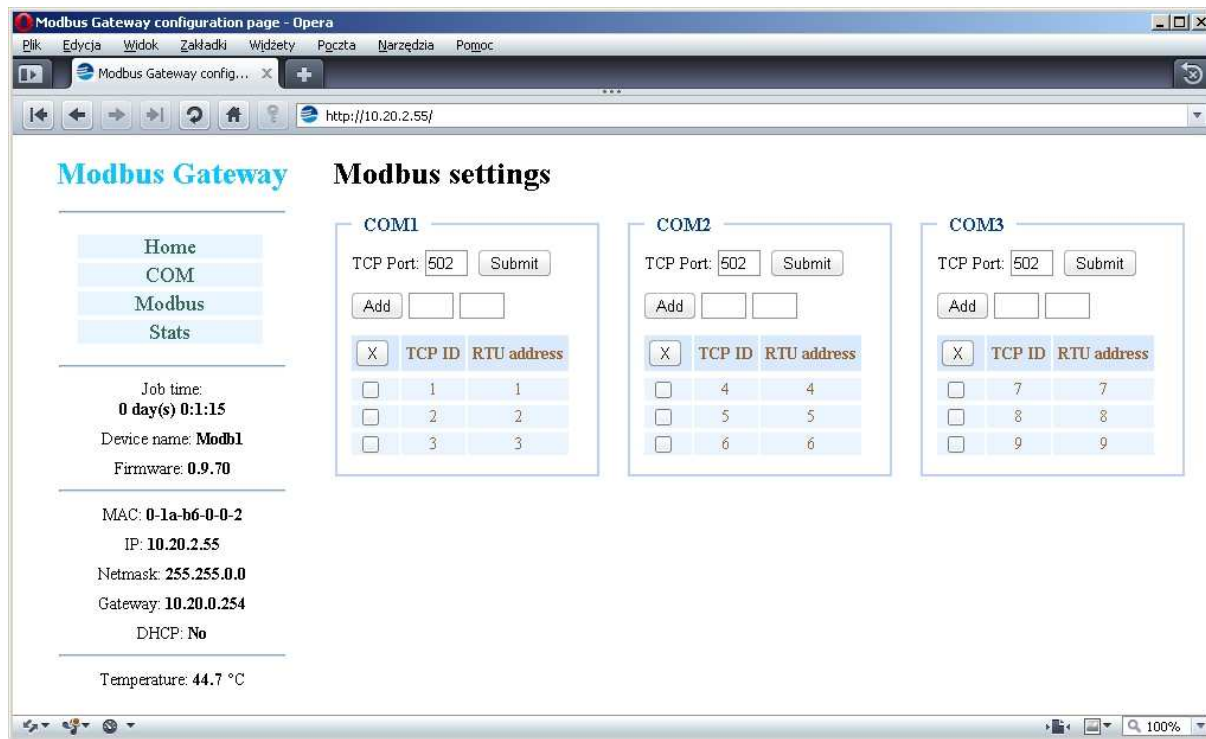 Modbus Gateway configuration page - Opera
Plik Edycja Widok Zakładki Widżety Poczta Narzędzia Pomoc
Modbus Gateway config...
http://10.20.2.55/
Modbus Gateway
Home
COM
Modbus
Stats
Job time:
0 day(s) 0:1:15
Device name: Modb1
Firmware: 0.9.70
MAC: 0-1a-b6-0-0-2
IP: 10.20.2.55
Netmask: 255.255.0.0
Gateway: 10.20.0.254
DHCP: No
Temperature: 44.7 °C
Modbus settings
COM1
TCP Port: 502 Submit
Add
X TCP ID RTU address
1 1
2 2
3 3
COM2
TCP Port: 502 Submit
Add
X TCP ID RTU address
4 4
5 5
6 6
COM3
TCP Port: 502 Submit
Add
X TCP ID RTU address
7 7
8 8
9 9
100%